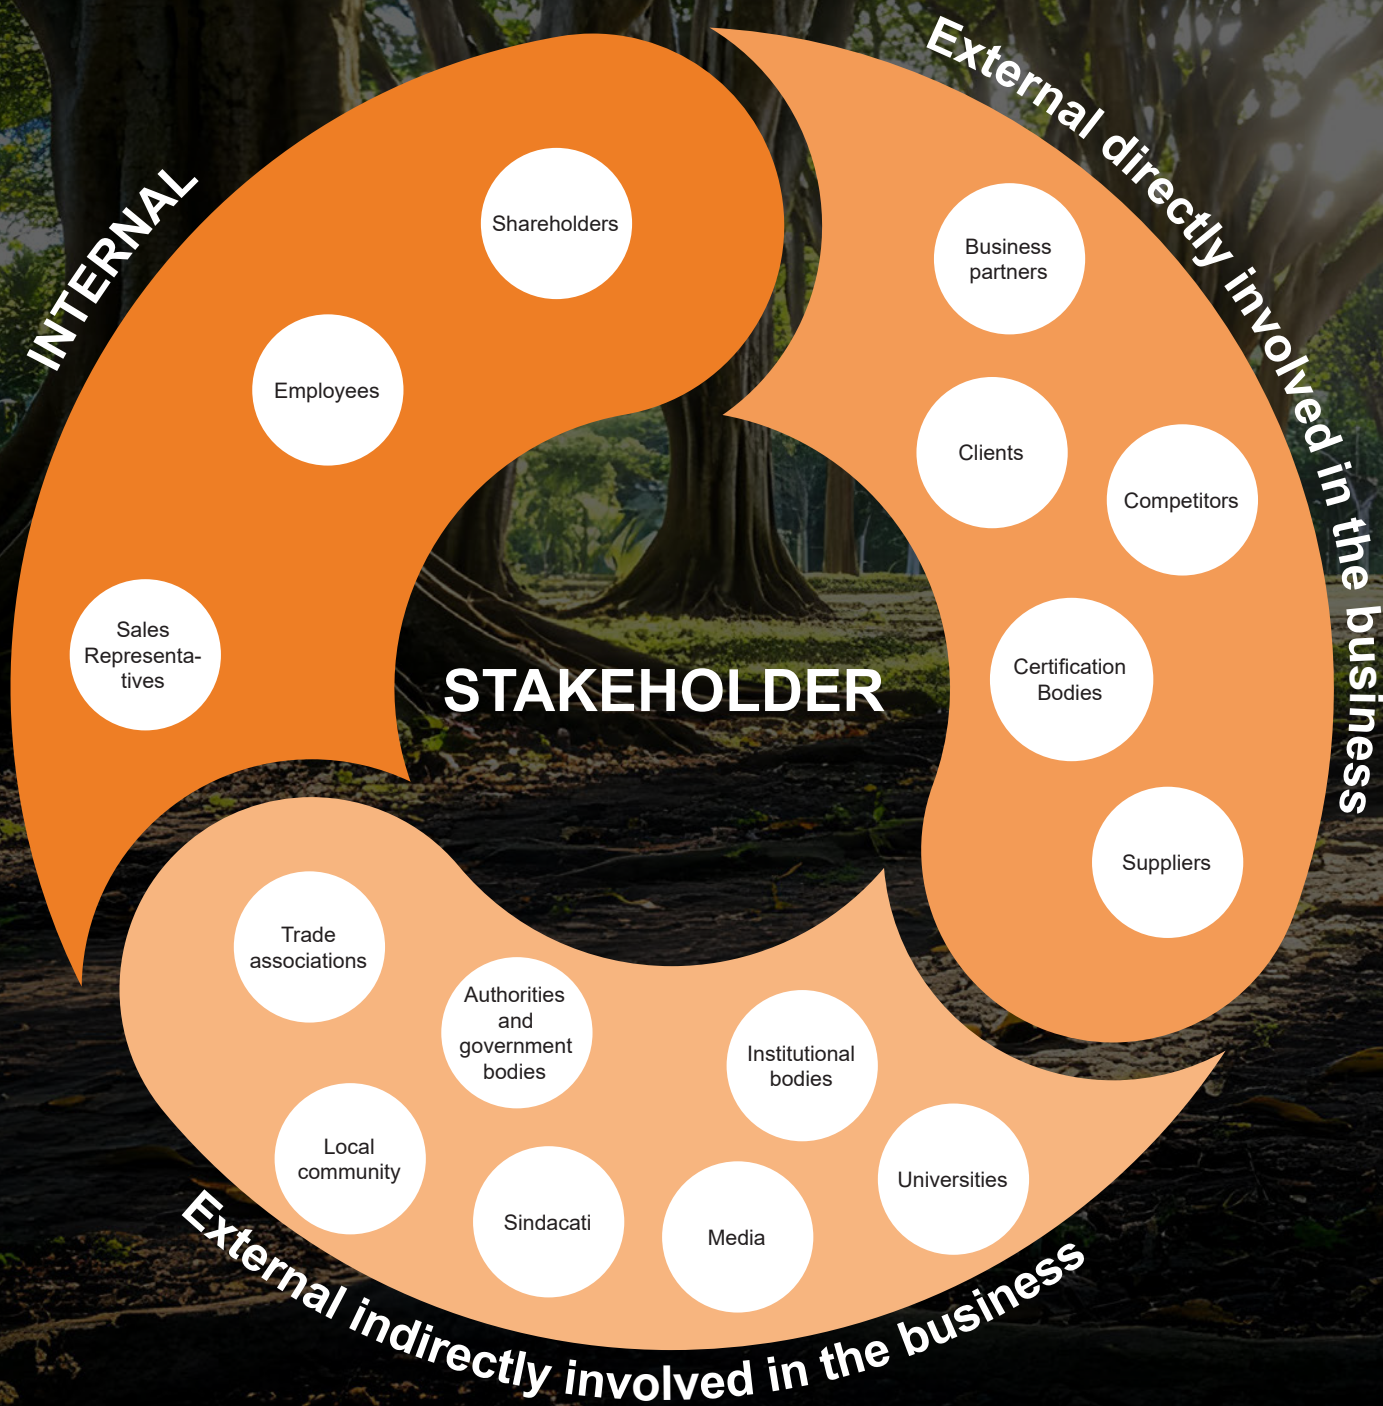 INTERNAL
Shareholders
Employees
Sales
Representa-
tives
External directly involved in the business
Business
partners
Clients
Competitors
Certification
Bodies
Suppliers
STAKEHOLDER
Trade
associations
Authorities
and
government
bodies
Institutional
bodies
Local
community
Sindacati
Media
Universities
External indirectly involved in the business